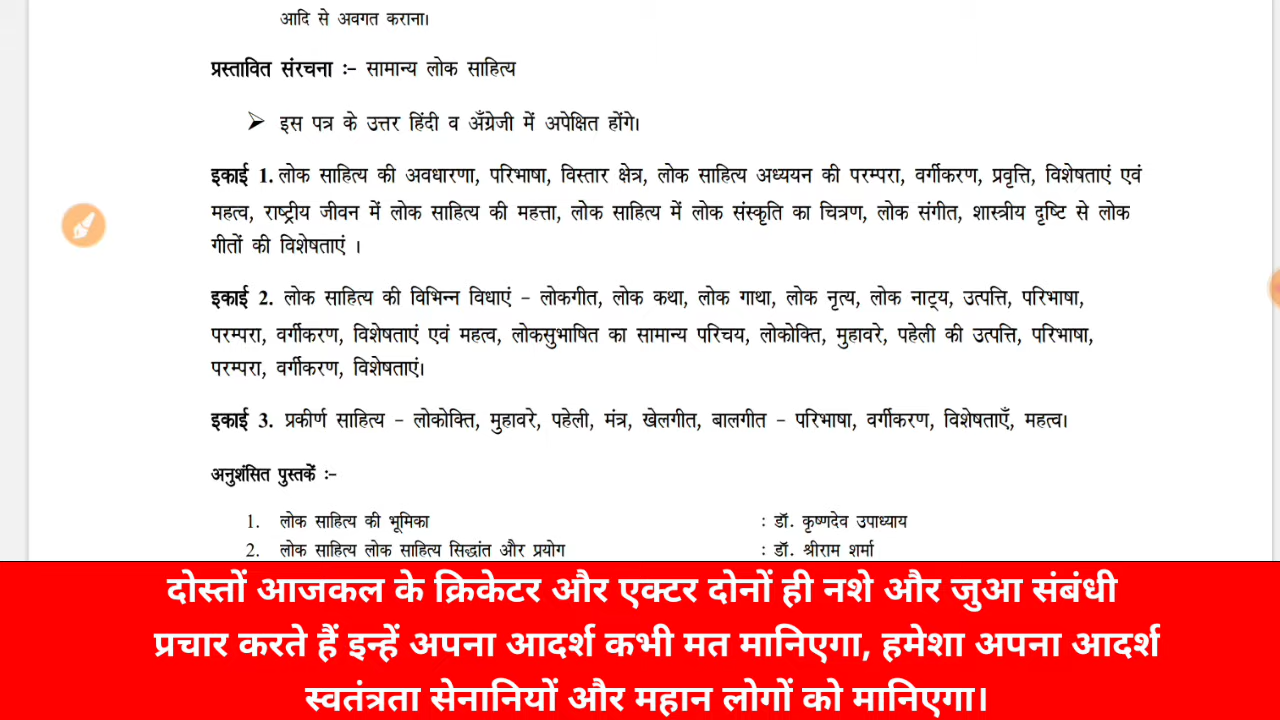 आदि से अवगत कराना।
प्रस्तावित संरचना :- सामान्य लोक साहित्य
➢ इस पत्र के उत्तर हिंदी व अँग्रेजी में अपेक्षित होंगे।
इकाई 1. लोक साहित्य की अवधारणा, परिभाषा, विस्तार क्षेत्र, लोक साहित्य अध्ययन की परम्परा, वर्गीकरण, प्रवृत्ति, विशेषताएं एवं
महत्व, राष्ट्रीय जीवन में लोक साहित्य की महत्ता, लोक साहित्य में लोक संस्कृति का चित्रण, लोक संगीत, शास्त्रीय दृष्टि से लोक
गीतों की विशेषताएं ।
इकाई 2. लोक साहित्य की विभिन्न विधाएं - लोकगीत, लोक कथा, लोक गाथा, लोक नृत्य, लोक नाट्य, उत्पत्ति, परिभाषा,
परम्परा, वर्गीकरण, विशेषताएं एवं महत्व, लोकसुभाषित का सामान्य परिचय, लोकोक्ति, मुहावरे, पहेली की उत्पत्ति, परिभाषा,
परम्परा, वर्गीकरण, विशेषताएं।
इकाई 3. प्रकीर्ण साहित्य - लोकोक्ति, मुहावरे, पहेली, मंत्र, खेलगीत, बालगीत - परिभाषा, वर्गीकरण, विशेषताएँ, महत्व।
अनुशंसित पुस्तकें :-
1. लोक साहित्य की भूमिका : डॉ. कृष्णदेव उपाध्याय
2. लोक साहित्य लोक साहित्य सिद्धांत और प्रयोग : डॉ. श्रीराम शर्मा
दोस्तों आजकल के क्रिकेटर और एक्टर दोनों ही नशे और जुआ संबंधी
प्रचार करते हैं इन्हें अपना आदर्श कभी मत मानिएगा, हमेशा अपना आदर्श
स्वतंत्रता सेनानियों और महान लोगों को मानिएगा।